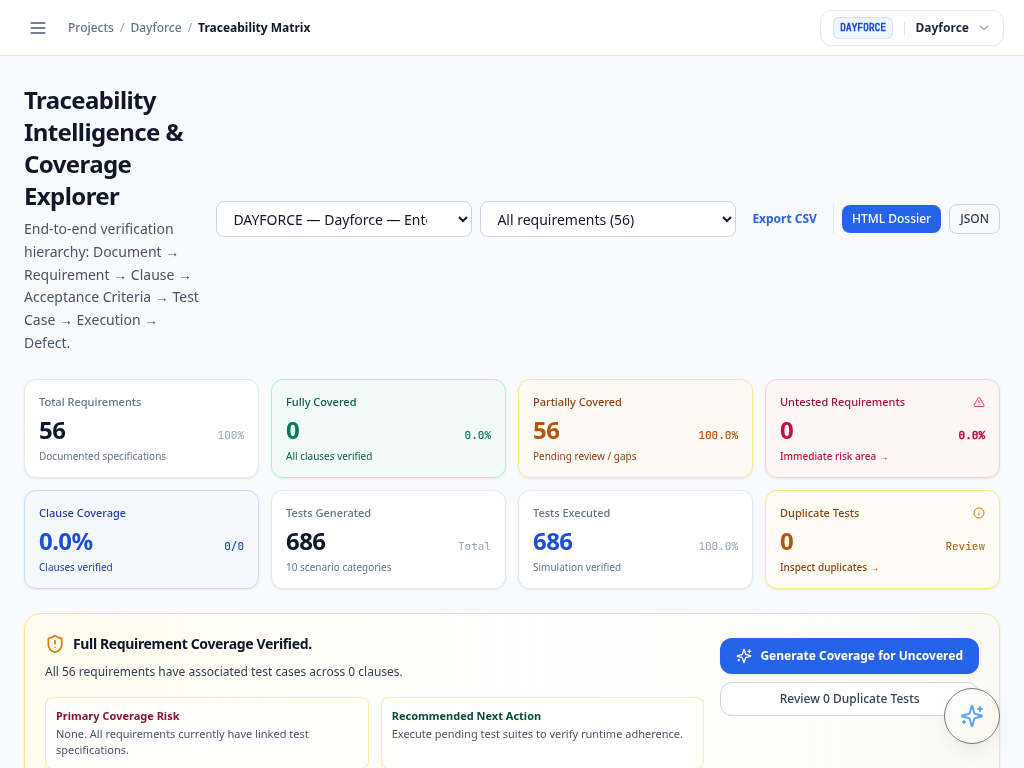 Projects / Dayforce / Traceability Matrix
DAYFORCE Dayforce
Traceability
Intelligence &
Coverage
Explorer
End-to-end verification
hierarchy: Document →
Requirement → Clause →
Acceptance Criteria → Test
Case → Execution →
Defect.
DAYFORCE — Dayforce — Ent
All requirements (56)
Export CSV
HTML Dossier
JSON
Total Requirements
56 100%
Documented specifications
Fully Covered
0 0.0%
All clauses verified
Partially Covered
56 100.0%
Pending review / gaps
Untested Requirements
0 0.0%
Immediate risk area →
Clause Coverage
0.0% 0/0
Clauses verified
Tests Generated
686 Total
10 scenario categories
Tests Executed
686 100.0%
Simulation verified
Duplicate Tests
0 Review
Inspect duplicates →
Full Requirement Coverage Verified.
All 56 requirements have associated test cases across 0 clauses.
Generate Coverage for Uncovered
Review 0 Duplicate Tests
Primary Coverage Risk
None. All requirements currently have linked test
specifications.
Recommended Next Action
Execute pending test suites to verify runtime adherence.